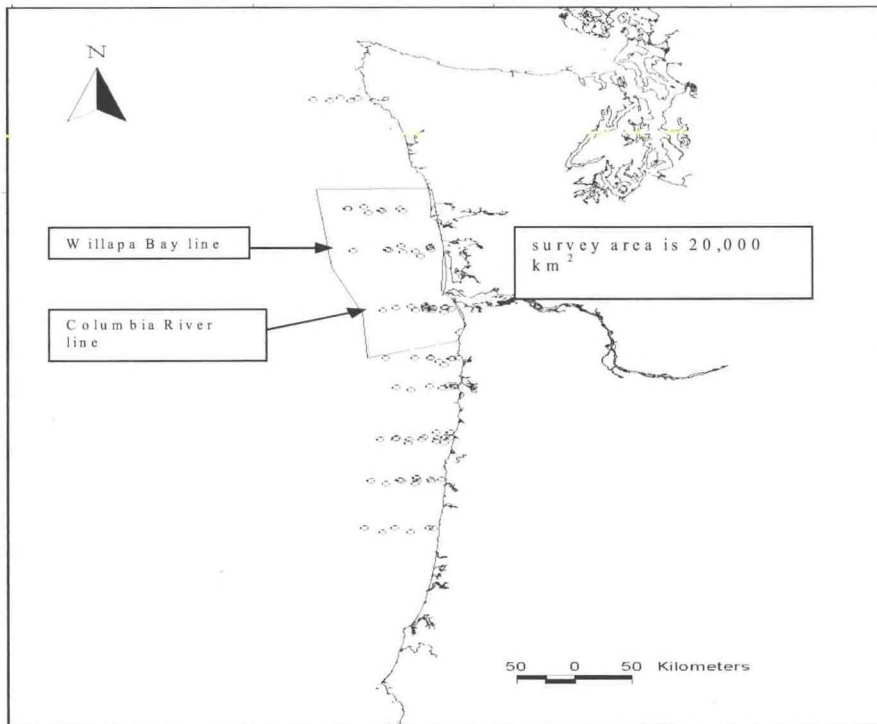 N
Willapa Bay line
survey area is 20,000
km2
Columbia River
line
50 0 50 Kilometers